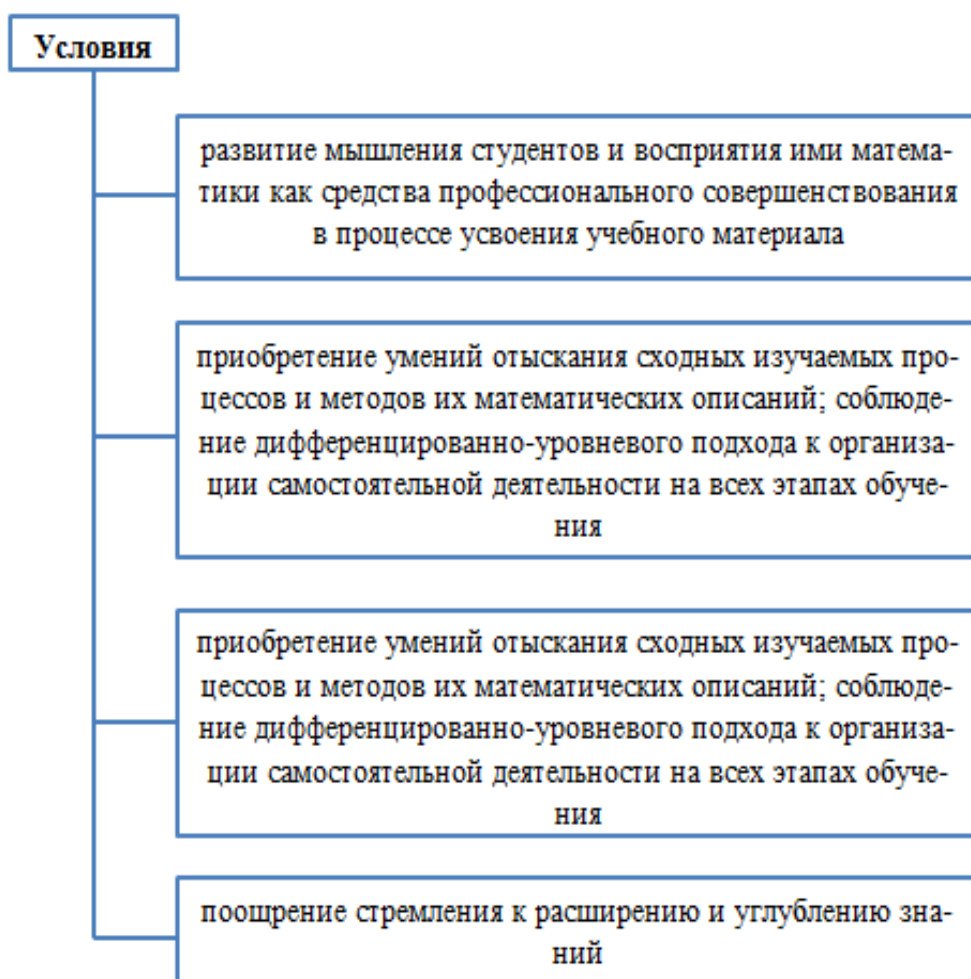 Условия
развитие мышления студентов и восприятия ими матема-
тики как средства профессионального совершенствования
в процессе усвоения учебного материала
приобретение умений отыскания сходных изучаемых про-
цессов и методов их математических описаний; соблюде-
ние дифференцированно-уровневого подхода к организа-
ции самостоятельной деятельности на всех этапах обуче-
ния
приобретение умений отыскания сходных изучаемых про-
цессов и методов их математических описаний; соблюде-
ние дифференцированно-уровневого подхода к организа-
ции самостоятельной деятельности на всех этапах обуче-
ния
поощрение стремления к расширению и углублению зна-
ний